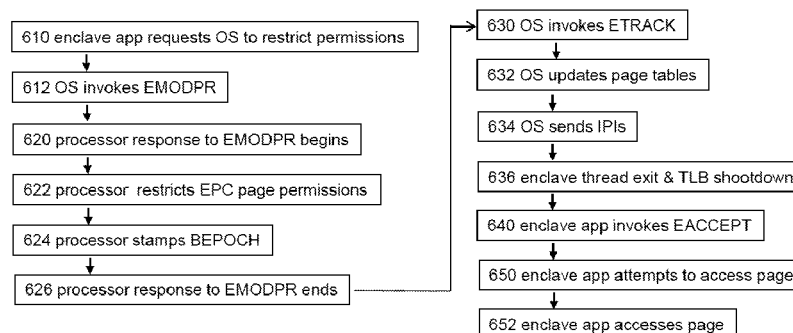 610 enclave app requests OS to restrict permissions
612 OS invokes EMODPR
620 processor response to EMODPR begins
622 processor restricts EPC page permissions
624 processor stamps BEPOCH
626 processor response to EMODPR ends
630 OS invokes ETRACK
632 OS updates page tables
634 OS sends IPIs
636 enclave thread exit & TLB shootdown
640 enclave app invokes EACCEPT
650 enclave app attempts to access page
652 enclave app accesses page